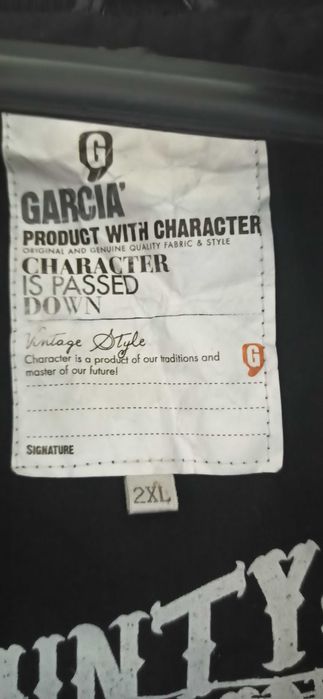 G
GARCIA'
PRODUCT WITH CHARACTER
ORIGINAL AND GENUINE QUALITY FABRIC & STYLE
CHARACTER
IS PASSED
DOWN
Vintage Style
Character is a product of our traditions and
master of our future!
G
SIGNATURE
2XL
UNTY